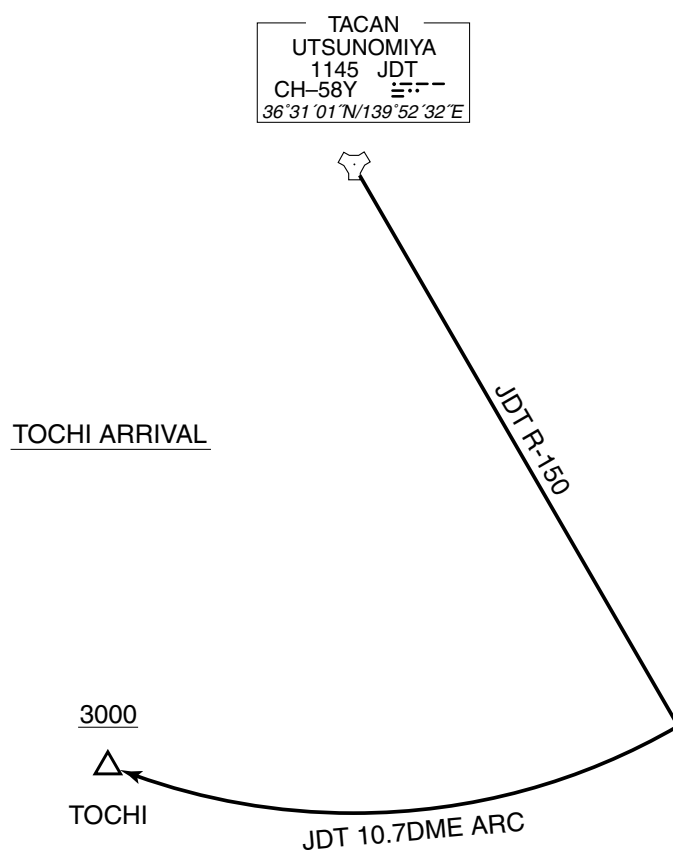 TACAN
UTSUNOMIYA
1145 JDT
CH–58Y
36°31´01˝N/139°52´32˝E
JDT R-150
TOCHI ARRIVAL
3000
TOCHI
JDT 10.7DME ARC